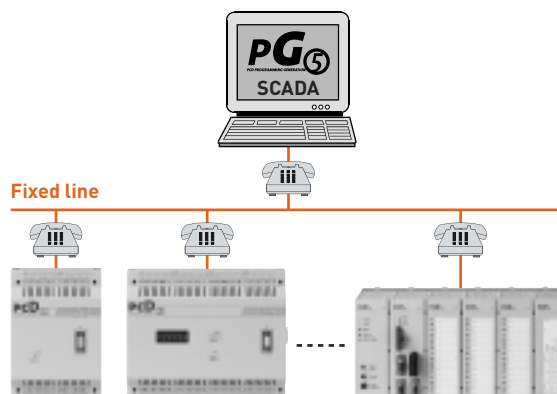 PG5
PCD PROGRAMMING GENERATION
SCADA
Fixed line
PCD
PCD